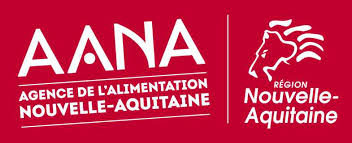 AANA
AGENCE DE L'ALIMENTATION
NOUVELLE-AQUITAINE
RÉGION
Nouvelle-
Aquitaine